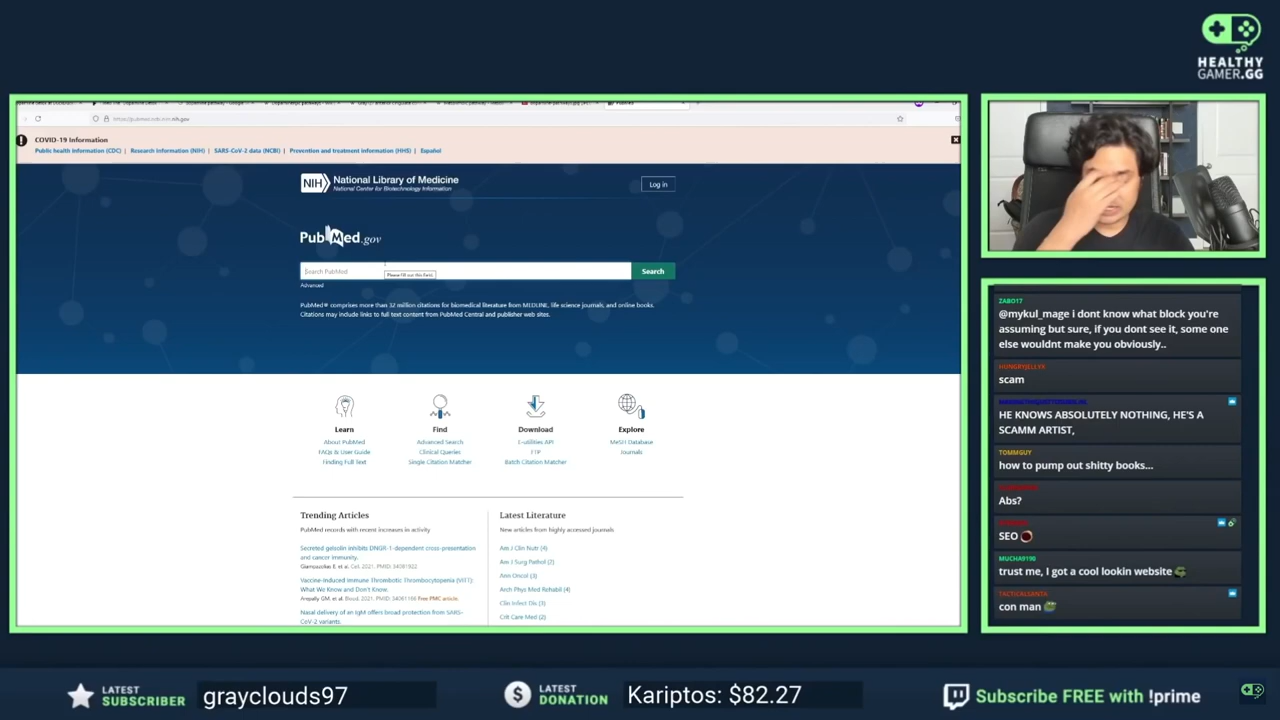 HEALTHY
GAMER.GG
https://pubmed.ncbi.nlm.nih.gov
COVID-19 Information
Public health information (CDC) | Research information (NIH) | SARS-CoV-2 data (NCBI) | Prevention and treatment information (HHS) | Español
NIH National Library of Medicine
National Center for Biotechnology Information
Log in
PubMed.gov
Search PubMed
Please fill out this field.
Search
Advanced
PubMed® comprises more than 32 million citations for biomedical literature from MEDLINE, life science journals, and online books.
Citations may include links to full text content from PubMed Central and publisher web sites.
Learn
About PubMed
FAQs & User Guide
Finding Full Text
Find
Advanced Search
Clinical Queries
Single Citation Matcher
Download
E-utilities API
FTP
Batch Citation Matcher
Explore
MeSH Database
Journals
Trending Articles
PubMed records with recent increases in activity
Secreted gelsolin inhibits DNGR-1-dependent cross-presentation
and cancer immunity.
Giampazolias E, et al. Cell. 2021. PMID: 34081922
Vaccine-Induced Immune Thrombotic Thrombocytopenia (VITT):
What We Know and Don't Know.
Arepally GM, et al. Blood. 2021. PMID: 34081166 Free PMC article.
Nasal delivery of an IgM offers broad protection from SARS-
CoV-2 variants.
Latest Literature
New articles from highly accessed journals
Am J Clin Nutr (4)
Am J Surg Pathol (2)
Ann Oncol (3)
Arch Phys Med Rehabil (4)
Clin Infect Dis (3)
Crit Care Med (2)
ZABO17
@mykul_mage i dont know what block you're
assuming but sure, if you dont see it, some one
else wouldnt make you obviously..
HUNGRYJELLYX
scam
HE KNOWS ABSOLUTELY NOTHING, HE'S A
SCAMM ARTIST,
TOMMGUY
how to pump out shitty books...
Abs?
SEO
MUCHA9190
trust me, I got a cool lookin website
TACTICALSANTA
con man
LATEST
SUBSCRIBER
grayclouds97
LATEST
DONATION
Kariptos: $82.27
Subscribe FREE with !prime